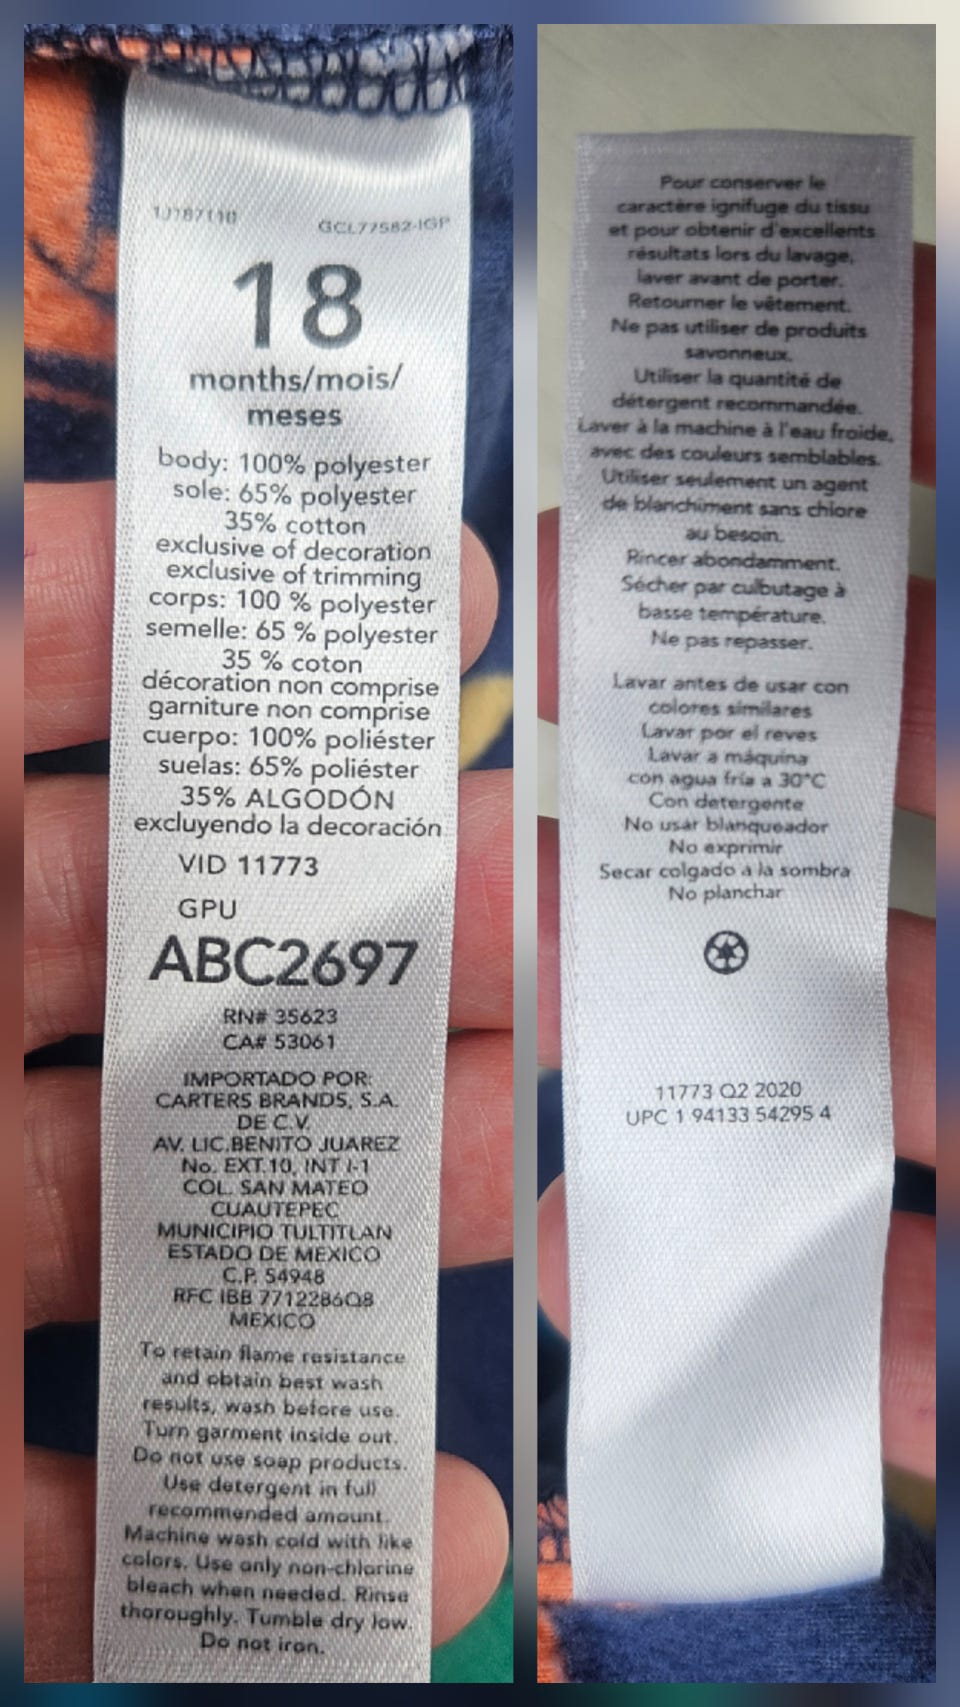 1J187110
GCL77582-IGP
18
months/mois/
meses
body: 100% polyester
sole: 65% polyester
35% cotton
exclusive of decoration
exclusive of trimming
corps: 100 % polyester
semelle: 65 % polyester
35 % coton
décoration non comprise
garniture non comprise
cuerpo: 100% poliéster
suelas: 65% poliéster
35% ALGODÓN
excluyendo la decoración
VID 11773
GPU
ABC2697
RN# 35623
CA# 53061
IMPORTADO POR:
CARTERS BRANDS, S.A.
DE C.V.
AV. LIC.BENITO JUAREZ
No. EXT.10, INT I-1
COL. SAN MATEO
CUAUTEPEC
MUNICIPIO TULTITLAN
ESTADO DE MEXICO
C.P. 54948
RFC IBB 7712286Q8
MEXICO
To retain flame resistance
and obtain best wash
results, wash before use.
Turn garment inside out.
Do not use soap products.
Use detergent in full
recommended amount.
Machine wash cold with like
colors. Use only non-chlorine
bleach when needed. Rinse
thoroughly. Tumble dry low.
Do not iron.
Pour conserver le
caractère ignifuge du tissu
et pour obtenir d'excellents
résultats lors du lavage,
laver avant de porter.
Retourner le vêtement.
Ne pas utiliser de produits
savonneux.
Utiliser la quantité de
détergent recommandée.
Laver à la machine à l'eau froide,
avec des couleurs semblables.
Utiliser seulement un agent
de blanchiment sans chlore
au besoin.
Rincer abondamment.
Sécher par culbutage à
basse température.
Ne pas repasser.
Lavar antes de usar con
colores similares
Lavar por el reves
Lavar a máquina
con agua fría a 30°C
Con detergente
No usar blanqueador
No exprimir
Secar colgado a la sombra
No planchar
11773 Q2 2020
UPC 1 94133 54295 4